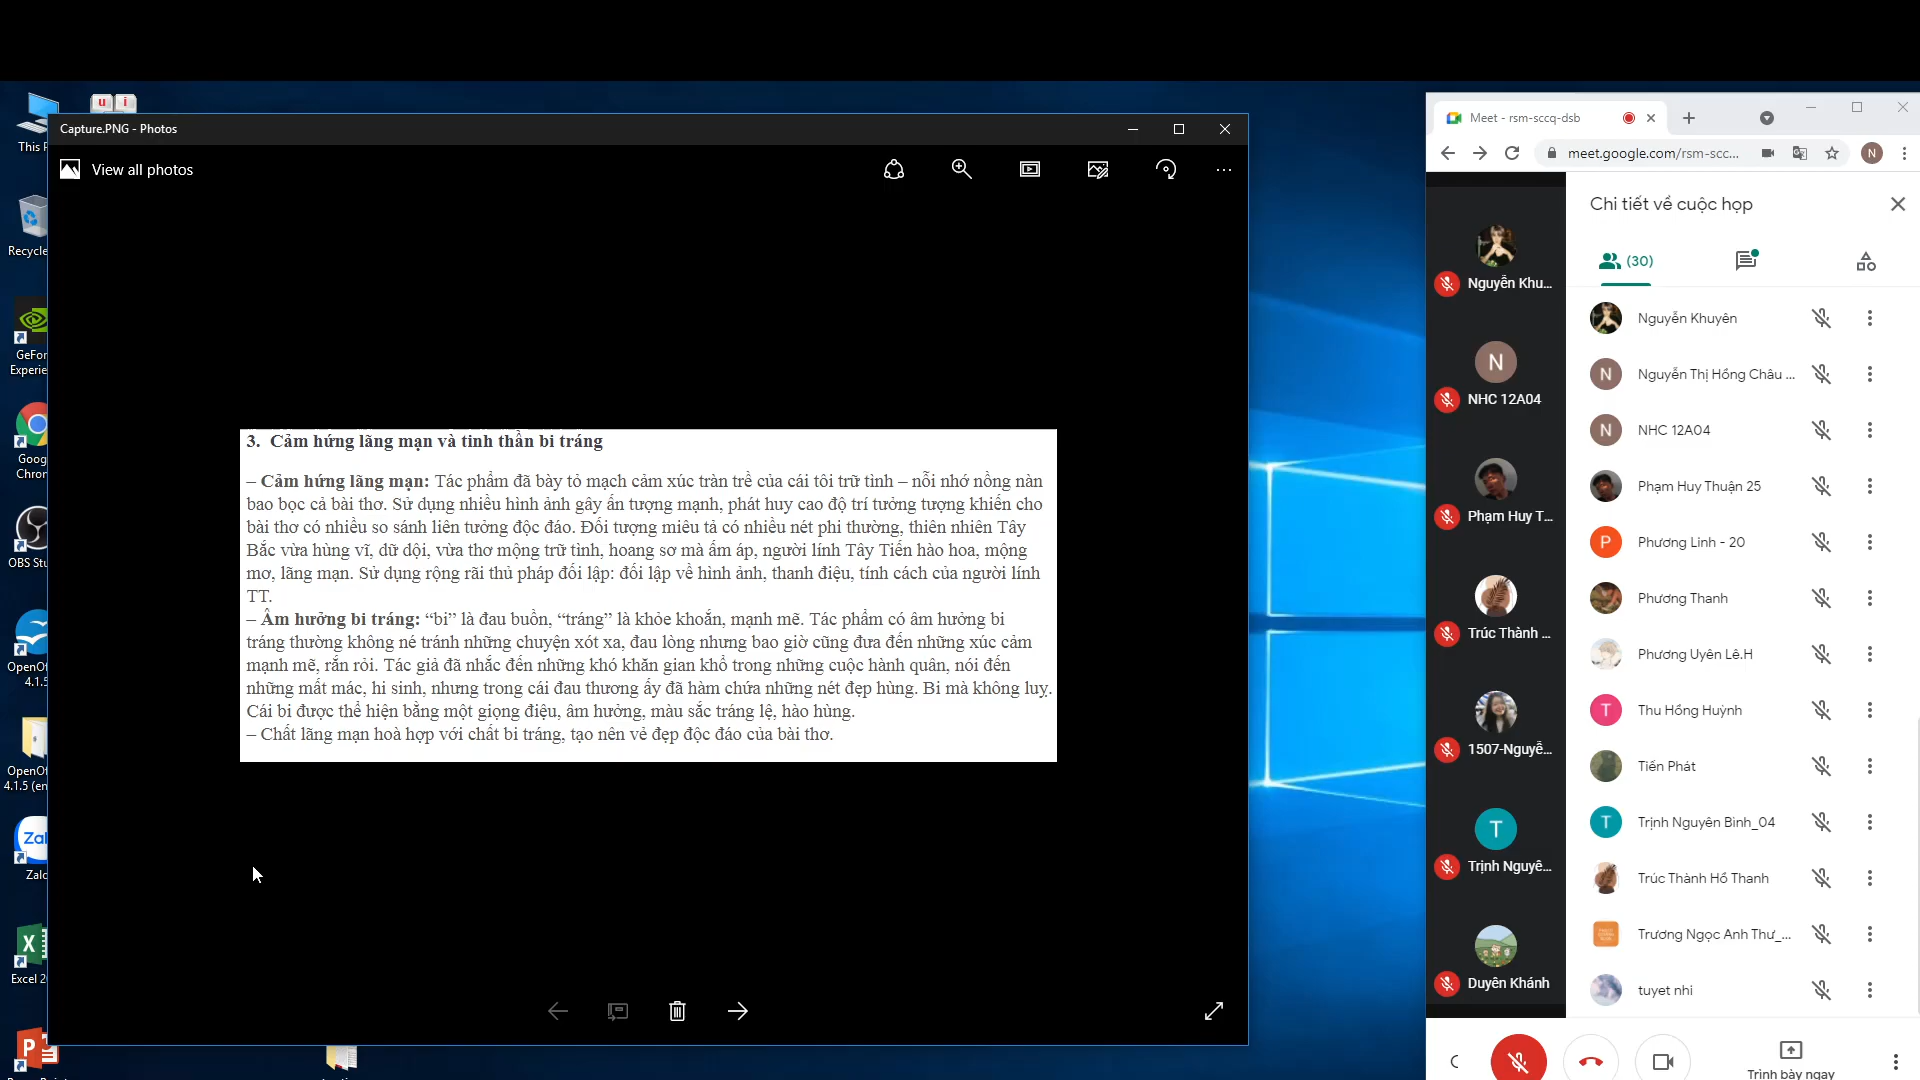 This P
Recycle
GeFor
Experie
Goog
Chron
OBS Stu
OpenOf
4.1.5
OpenOf
4.1.5 (en
Zalo
Excel 20
Capture.PNG - Photos
View all photos
3. Cảm hứng lãng mạn và tinh thần bi tráng
– Cảm hứng lãng mạn: Tác phẩm đã bày tỏ mạch cảm xúc tràn trề của cái tôi trữ tình – nỗi nhớ nồng nàn
bao bọc cả bài thơ. Sử dụng nhiều hình ảnh gây ấn tượng mạnh, phát huy cao độ trí tưởng tượng khiến cho
bài thơ có nhiều so sánh liên tưởng độc đáo. Đối tượng miêu tả có nhiều nét phi thường, thiên nhiên Tây
Bắc vừa hùng vĩ, dữ dội, vừa thơ mộng trữ tình, hoang sơ mà ấm áp, người lính Tây Tiến hào hoa, mộng
mơ, lãng mạn. Sử dụng rộng rãi thủ pháp đối lập: đối lập về hình ảnh, thanh điệu, tính cách của người lính
TT.
– Âm hưởng bi tráng: “bi” là đau buồn, “tráng” là khỏe khoắn, mạnh mẽ. Tác phẩm có âm hưởng bi
tráng thường không né tránh những chuyện xót xa, đau lòng nhưng bao giờ cũng đưa đến những xúc cảm
mạnh mẽ, rắn rỏi. Tác giả đã nhắc đến những khó khăn gian khổ trong những cuộc hành quân, nói đến
những mất mác, hi sinh, nhưng trong cái đau thương ấy đã hàm chứa những nét đẹp hùng. Bi mà không luỵ.
Cái bi được thể hiện bằng một giọng điệu, âm hưởng, màu sắc tráng lệ, hào hùng.
– Chất lãng mạn hoà hợp với chất bi tráng, tạo nên vẻ đẹp độc đáo của bài thơ.
Meet - rsm-sccq-dsb
meet.google.com/rsm-scc...
N
Nguyễn Khu...
N
NHC 12A04
Phạm Huy T...
Trúc Thành ...
1507-Nguyễ...
T
Trịnh Nguyê...
Duyên Khánh
Chi tiết về cuộc họp
(30)
Nguyễn Khuyên
N Nguyễn Thị Hồng Châu ...
N NHC 12A04
Phạm Huy Thuận 25
P Phương Linh - 20
Phương Thanh
Phương Uyên Lê.H
T Thu Hồng Huỳnh
Tiến Phát
T Trịnh Nguyên Bình_04
Trúc Thành Hồ Thanh
Trương Ngọc Anh Thư_...
tuyet nhi
Trình bày ngay